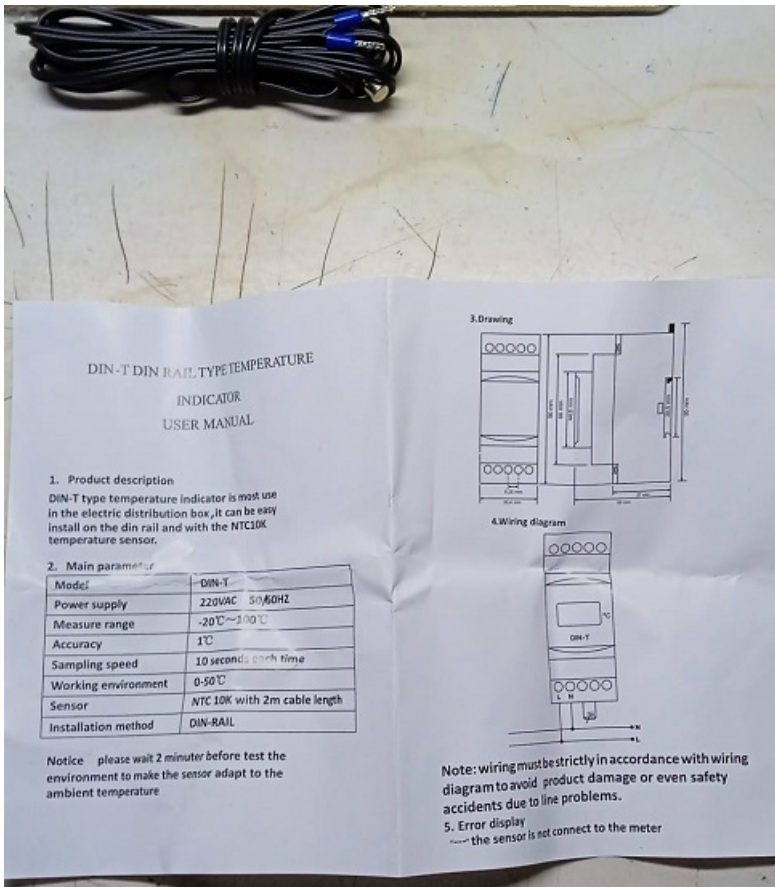 DIN-T DIN RAIL TYPE TEMPERATURE
INDICATOR
USER MANUAL
1. Product description
DIN-T type temperature indicator is most use
in the electric distribution box,it can be easy
install on the din rail and with the NTC10K
temperature sensor.
2. Main parameter
Model DIN-T
Power supply 220VAC 50/60HZ
Measure range -20℃~100℃
Accuracy 1℃
Sampling speed 10 seconds each time
Working environment 0-50℃
Sensor NTC 10K with 2m cable length
Installation method DIN-RAIL
Notice please wait 2 minuter before test the
environment to make the sensor adapt to the
ambient temperature
3.Drawing
4.Wiring diagram
℃
DIN-T
L N
N
L
Note: wiring must be strictly in accordance with wiring
diagram to avoid product damage or even safety
accidents due to line problems.
5. Error display
---- the sensor is not connect to the meter